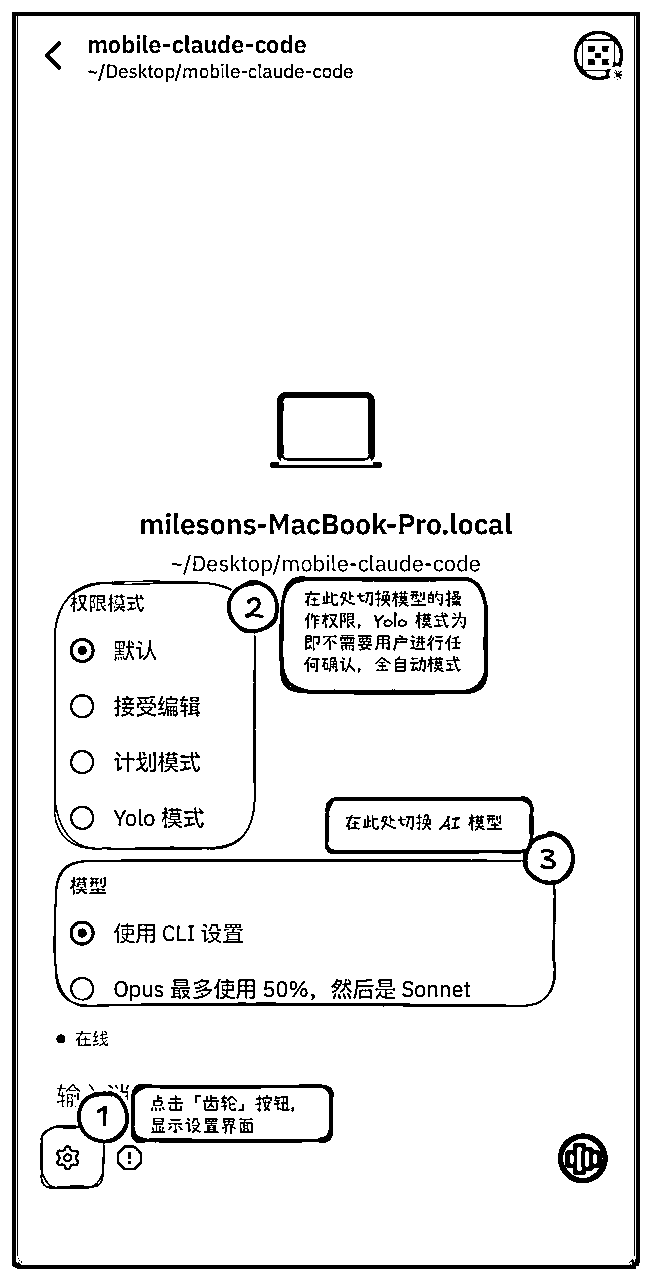 mobile-claude-code
~/Desktop/mobile-claude-code
milesons-MacBook-Pro.local
~/Desktop/mobile-claude-code
权限模式
2
在此处切换模型的操
作权限，Yolo 模式为
即不需要用户进行任
何确认，全自动模式
默认
接受编辑
计划模式
Yolo 模式
在此处切换 AI 模型
3
模型
使用 CLI 设置
Opus 最多使用 50%，然后是 Sonnet
在线
输入
1
点击「齿轮」按钮，
显示设置界面